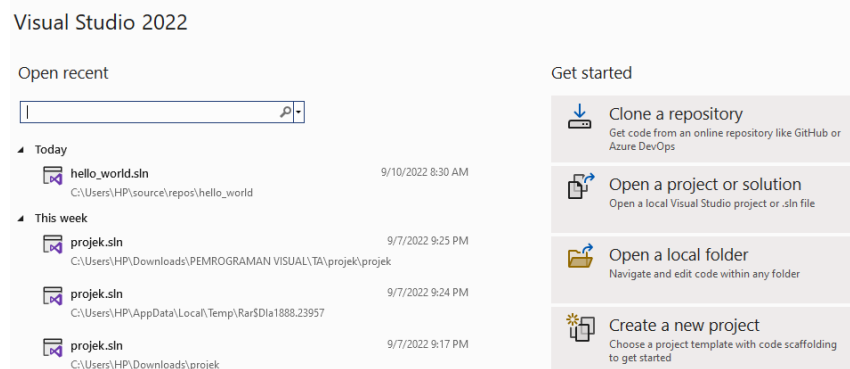 Visual Studio 2022
Open recent
Today
hello_world.sln 9/10/2022 8:30 AM
C:\Users\HP\source\repos\hello_world
This week
projek.sln 9/7/2022 9:25 PM
C:\Users\HP\Downloads\PEMROGRAMAN VISUAL\TA\projek\projek
projek.sln 9/7/2022 9:24 PM
C:\Users\HP\AppData\Local\Temp\Rar$DIa1888.23957
projek.sln 9/7/2022 9:17 PM
C:\Users\HP\Downloads\projek
Get started
Clone a repository
Get code from an online repository like GitHub or
Azure DevOps
Open a project or solution
Open a local Visual Studio project or .sln file
Open a local folder
Navigate and edit code within any folder
Create a new project
Choose a project template with code scaffolding
to get started